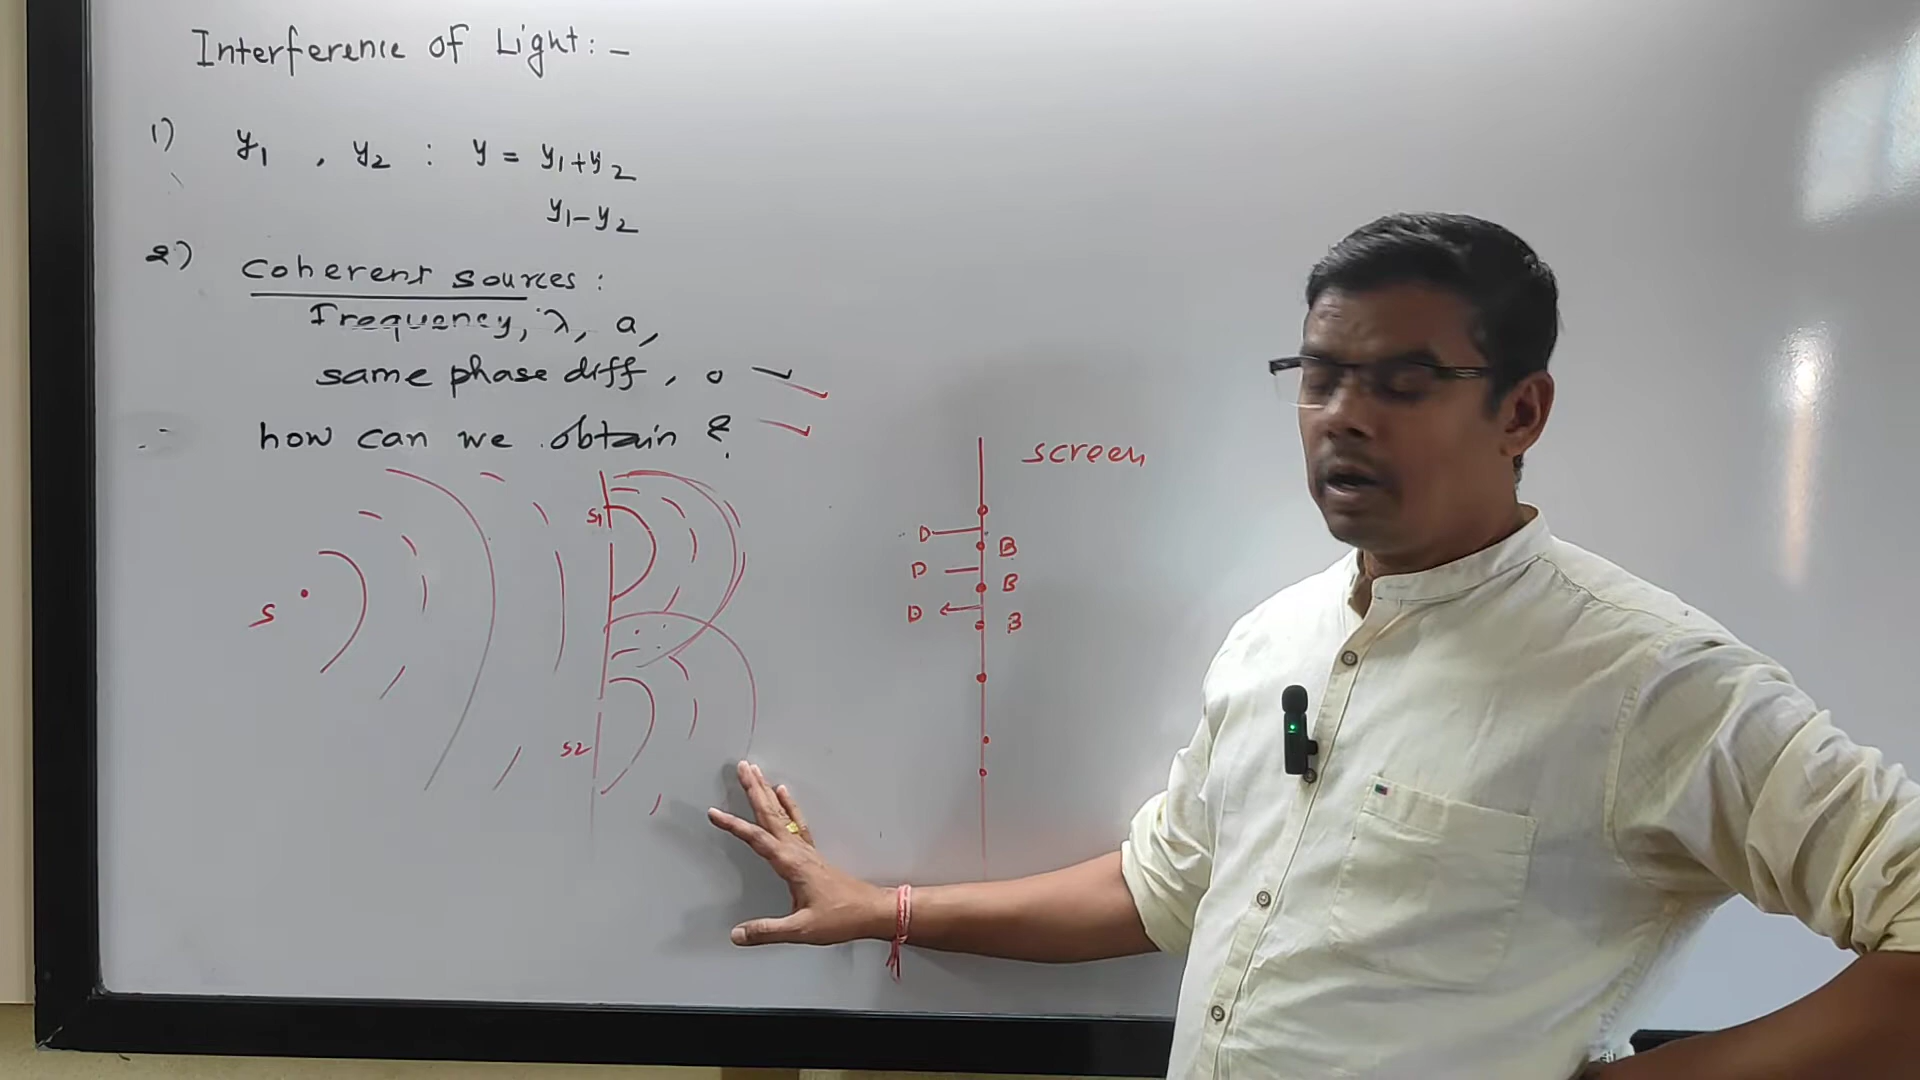 Interference of Light:-
1) y1 , y2 : y = y1+y2
y1-y2
2) Coherent sources :
Frequency, λ, a,
same phase diff, 0
how can we obtain ?
screen
S1
D
B
D
B
S
D
B
S2